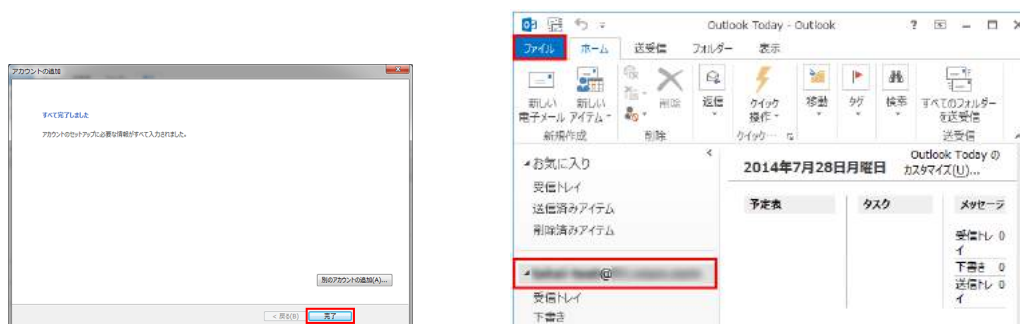 アカウントの追加
すべて完了しました
アカウントのセットアップに必要な情報がすべて入力されました。
別のアカウントの追加(A)...
< 戻る(B)
完了
Outlook Today - Outlook
ファイル ホーム 送受信 フォルダー 表示
新しい 電子メール
新しい アイテム
削除
返信
クイック 操作
移動
タグ
検索
すべてのフォルダー を送受信
新規作成 削除 クイック… 送受信
お気に入り
受信トレイ
送信済みアイテム
削除済みアイテム
@
受信トレイ
下書き
2014年7月28日月曜日
Outlook Today の
カスタマイズ(U)...
予定表 タスク メッセージ
受信トレ 0
イ
下書き 0
送信トレ 0
イ